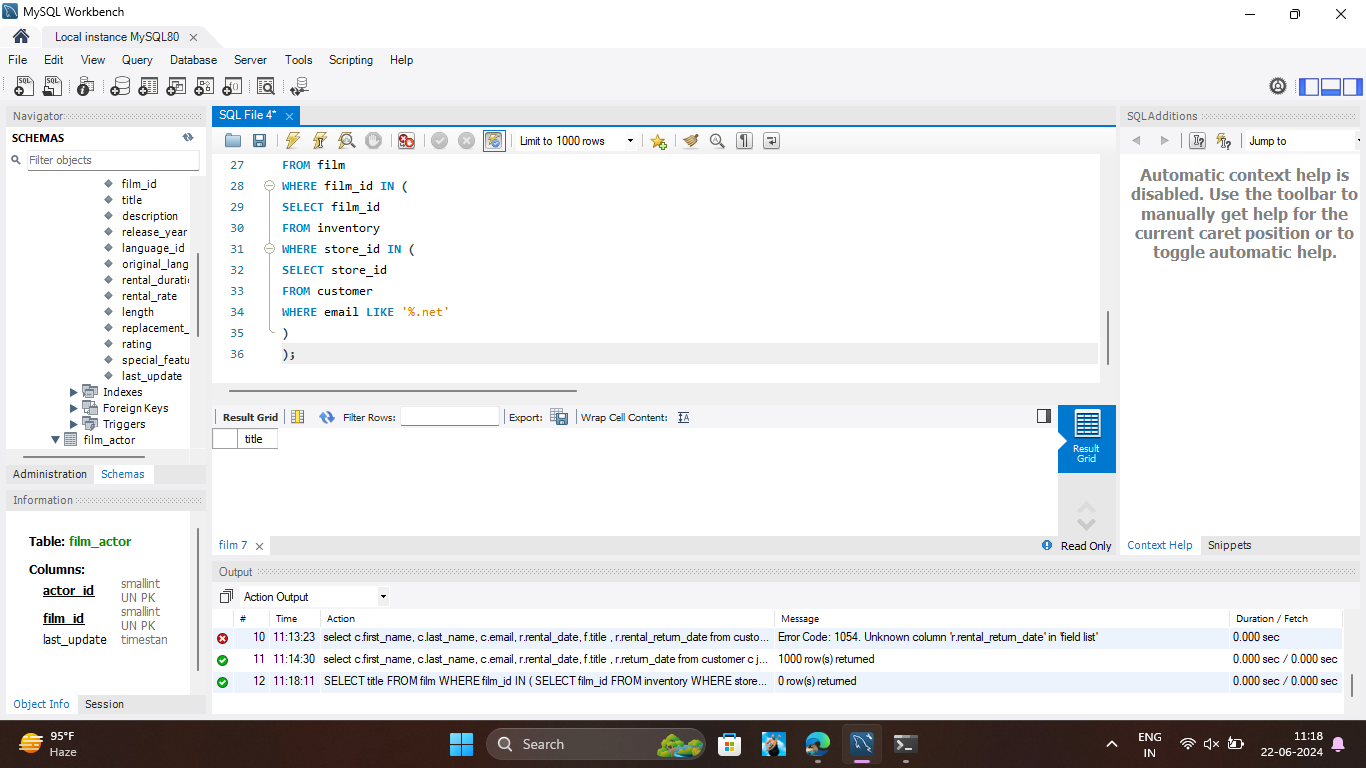 MySQL Workbench
Local instance MySQL80
File Edit View Query Database Server Tools Scripting Help
Navigator
SCHEMAS
Filter objects
film_id
title
description
release_year
language_id
original_lang
rental_duratio
rental_rate
length
replacement_
rating
special_featu
last_update
Indexes
Foreign Keys
Triggers
film_actor
Administration Schemas
Information
Table: film_actor
Columns:
actor_id smallint UN PK
film_id smallint UN PK
last_update timestan
Object Info Session
SQL File 4*
Limit to 1000 rows
27 FROM film
28 WHERE film_id IN (
29 SELECT film_id
30 FROM inventory
31 WHERE store_id IN (
32 SELECT store_id
33 FROM customer
34 WHERE email LIKE '%.net'
35 )
36 );
Result Grid Filter Rows: Export: Wrap Cell Content:
title
Result Grid
film 7
Read Only
Output
Action Output
# Time Action Message Duration / Fetch
10 11:13:23 select c.first_name, c.last_name, c.email, r.rental_date, f.title , r.rental_return_date from custo... Error Code: 1054. Unknown column 'r.rental_return_date' in 'field list' 0.000 sec
11 11:14:30 select c.first_name, c.last_name, c.email, r.rental_date, f.title , r.return_date from customer c j... 1000 row(s) returned 0.000 sec / 0.000 sec
12 11:18:11 SELECT title FROM film WHERE film_id IN ( SELECT film_id FROM inventory WHERE store... 0 row(s) returned 0.000 sec / 0.000 sec
SQLAdditions
Jump to
Automatic context help is
disabled. Use the toolbar to
manually get help for the
current caret position or to
toggle automatic help.
Context Help Snippets
95°F
Haze
Search
ENG
IN
11:18
22-06-2024